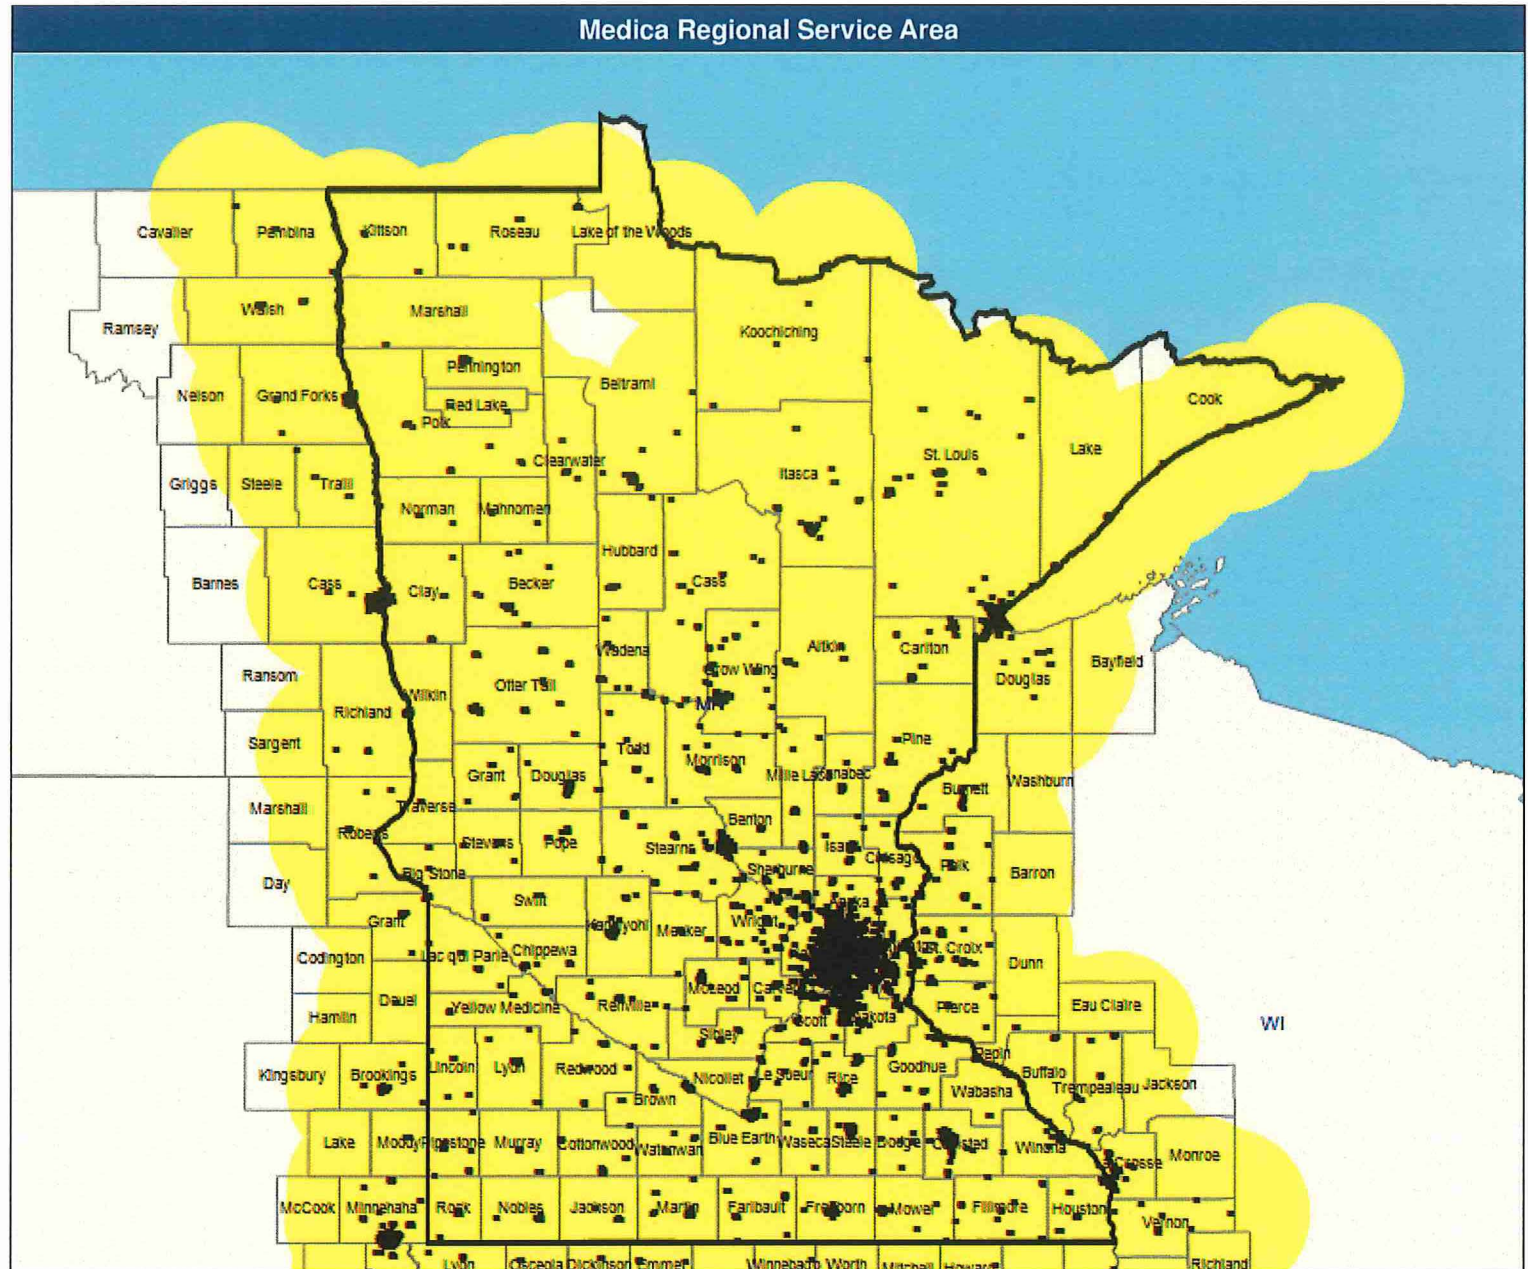 Medica Regional Service Area
Cavalier
Pembina
Kittson
Roseau
Lake of the Woods
Walsh
Marshall
Ramsey
Koochiching
Pennington
Beltrami
Nelson
Grand Forks
Red Lake
Polk
Cook
Lake
St. Louis
Clearwater
Itasca
Griggs
Steele
Traill
Norman
Mahnomen
Hubbard
Cass
Barnes
Cass
Clay
Becker
Wadena
Aitkin
Carlton
Crow Wing
Bayfield
Ransom
Douglas
Otter Tail
Wilkin
MN
Richland
Pine
Sargent
Todd
Morrison
Grant
Douglas
Mille Lacs
Kanabec
Washburn
Burnett
Marshall
Traverse
Benton
Roberts
Stevens
Pope
Stearns
Isanti
Chisago
Polk
Sherburne
Barron
Big Stone
Day
Swift
Anoka
Grant
Kandiyohi
Meeker
Wright
St. Croix
Codington
Lac qui Parle
Chippewa
Dunn
McLeod
Carver
Deuel
Yellow Medicine
Renville
Pierce
Eau Claire
Hamlin
Scott
Dakota
WI
Sibley
Pepin
Kingsbury
Brookings
Lincoln
Lyon
Redwood
Nicollet
Le Sueur
Rice
Goodhue
Buffalo
Trempealeau
Jackson
Wabasha
Brown
Lake
Moody
Pipestone
Murray
Cottonwood
Watonwan
Blue Earth
Waseca
Steele
Dodge
Olmsted
Winona
La Crosse
Monroe
McCook
Minnehaha
Rock
Nobles
Jackson
Martin
Faribault
Freeborn
Mower
Fillmore
Houston
Vernon
Lyon
Osceola
Dickinson
Emmet
Winnebago
Worth
Mitchell
Howard
Richland